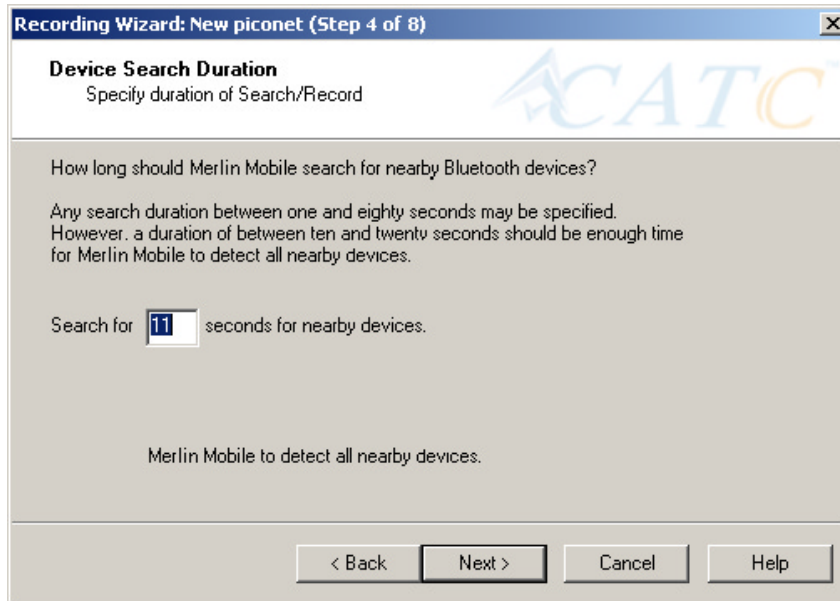 Recording Wizard: New piconet (Step 4 of 8)
Device Search Duration
Specify duration of Search/Record
CATC
How long should Merlin Mobile search for nearby Bluetooth devices?
Any search duration between one and eighty seconds may be specified.
However, a duration of between ten and twenty seconds should be enough time
for Merlin Mobile to detect all nearby devices.
Search for 11 seconds for nearby devices.
Merlin Mobile to detect all nearby devices.
< Back Next > Cancel Help